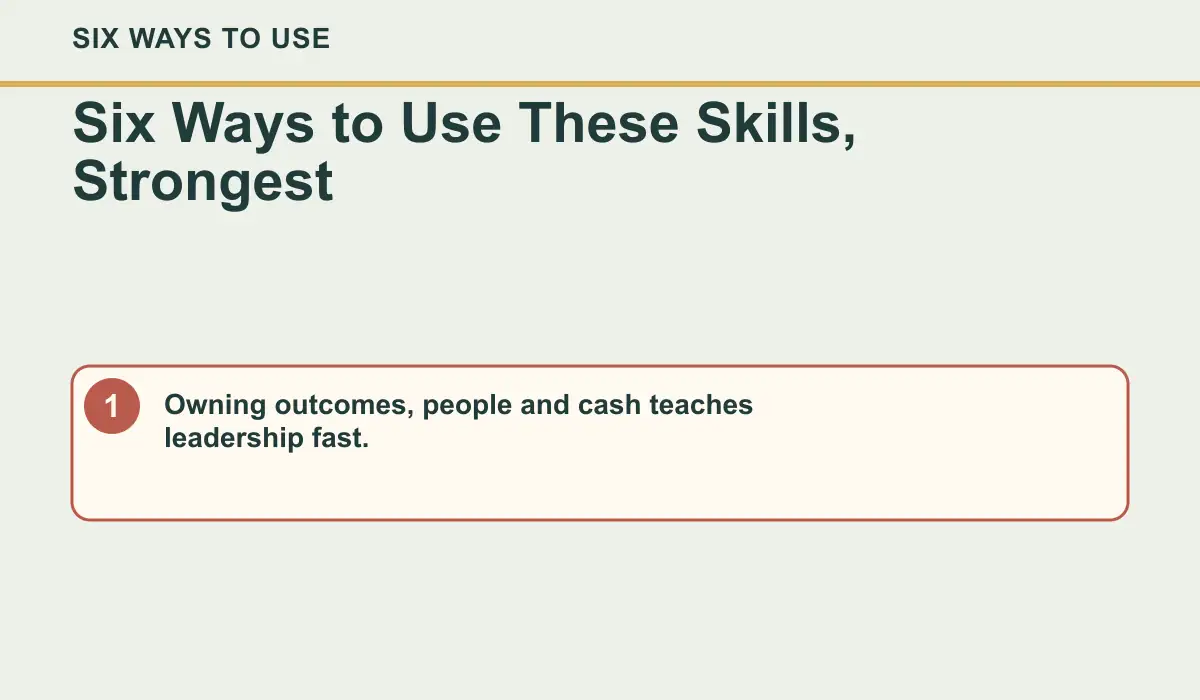 SIX WAYS TO USE
Six Ways to Use These Skills,
Strongest
1
Owning outcomes, people and cash teaches
leadership fast.